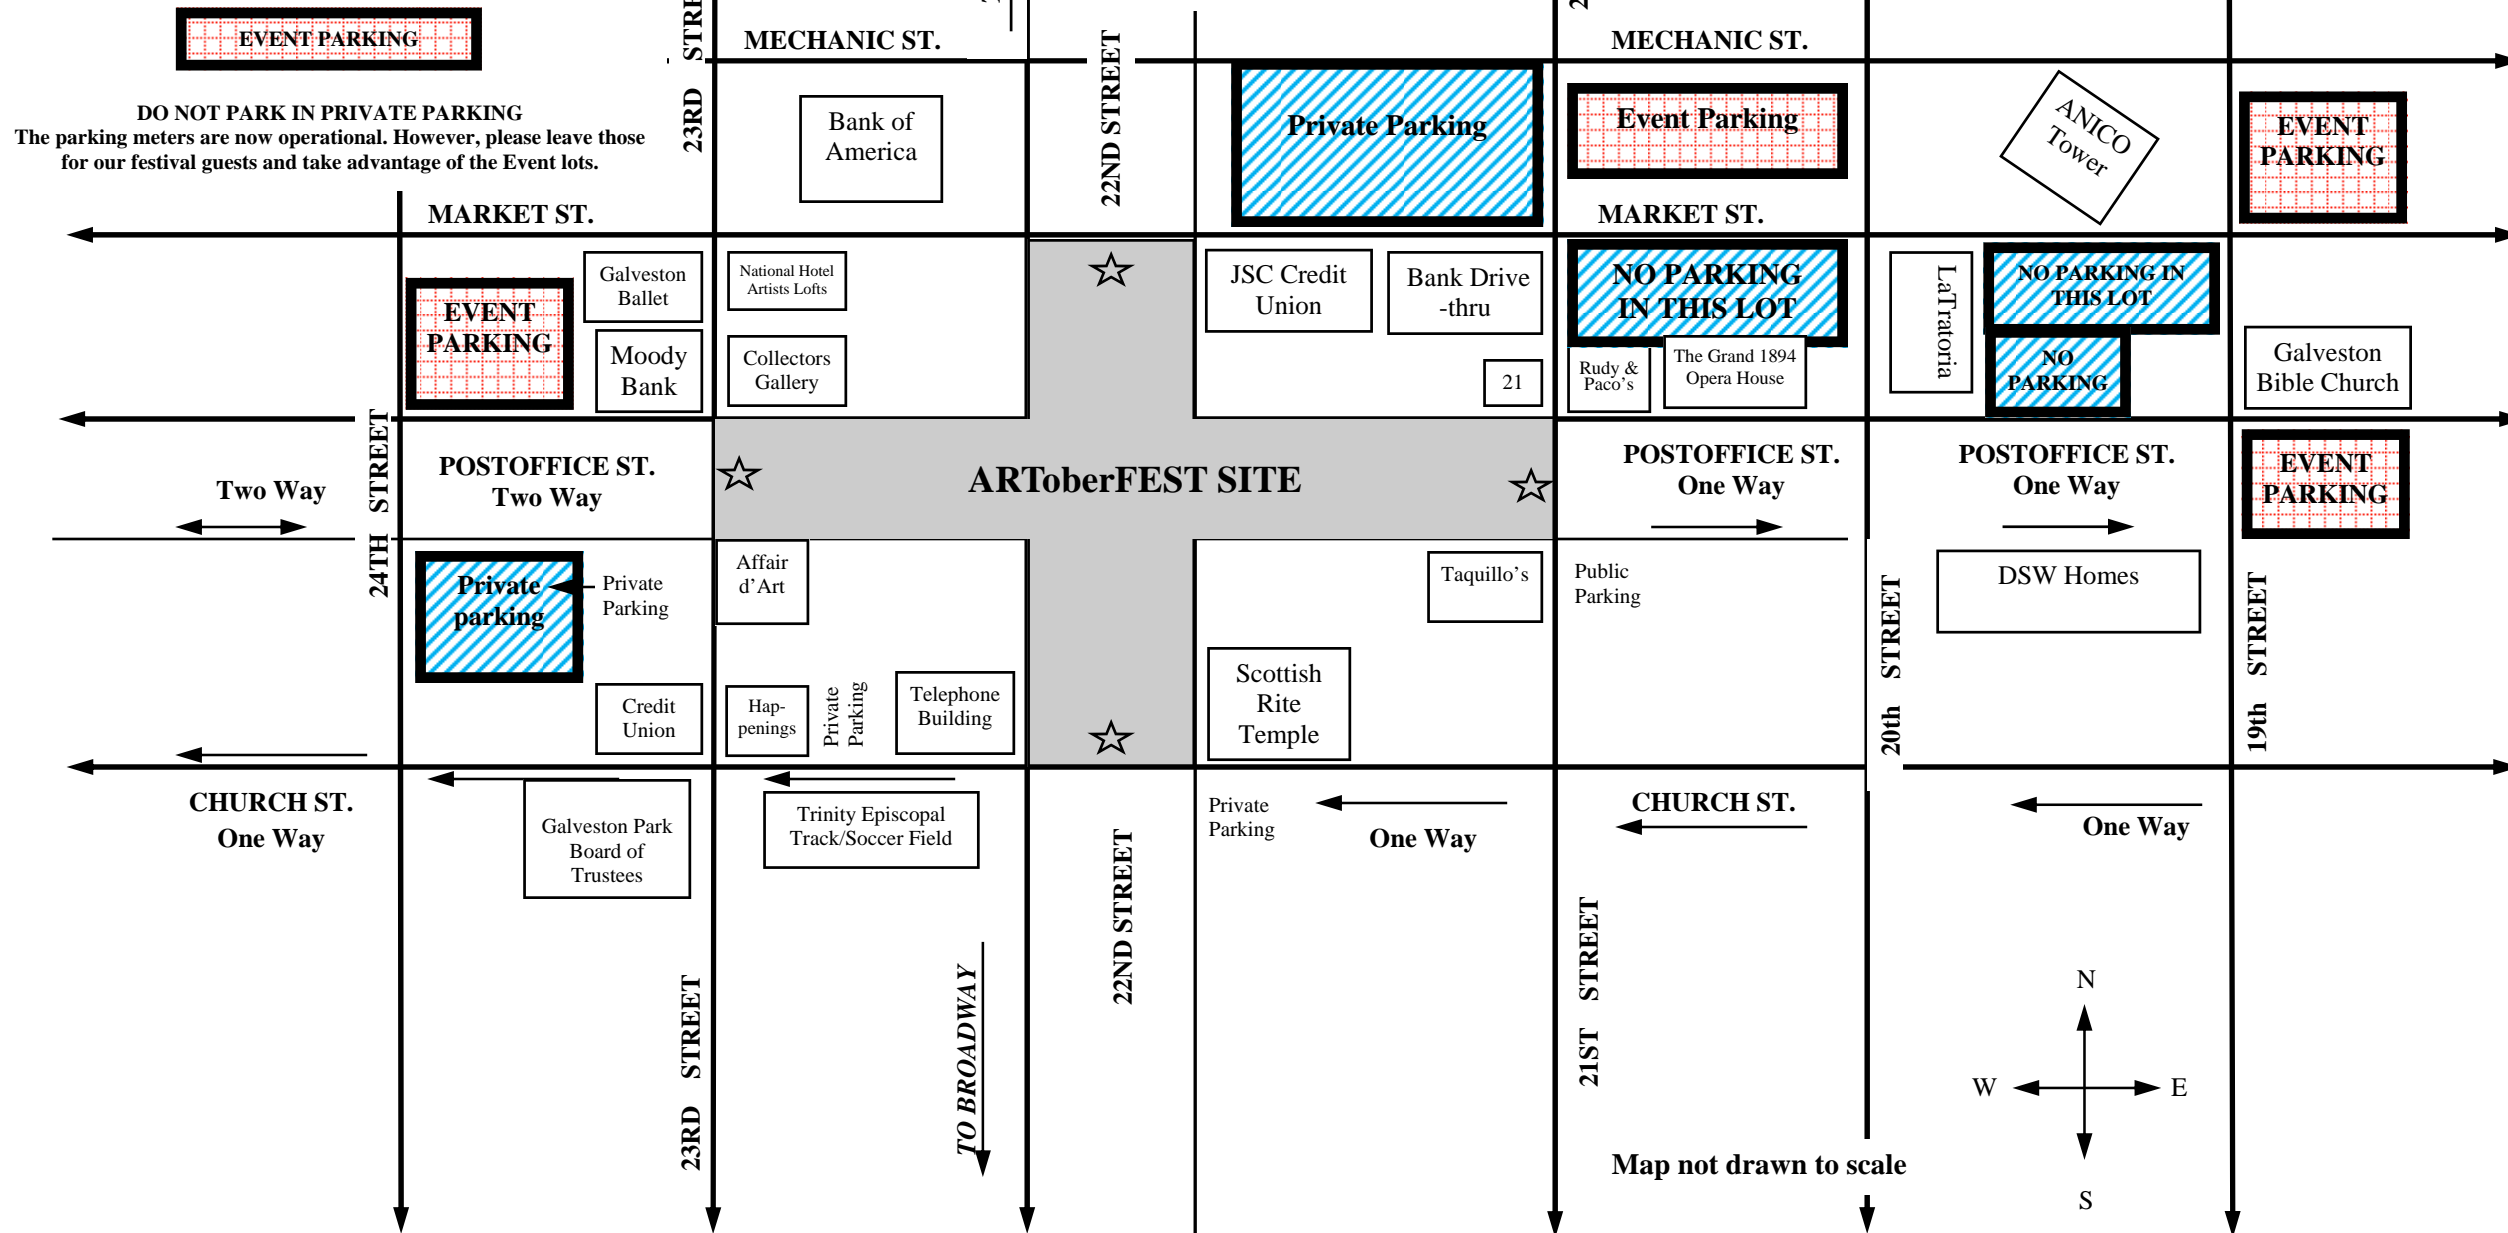 EVENT PARKING
DO NOT PARK IN PRIVATE PARKING
The parking meters are now operational. However, please leave those
for our festival guests and take advantage of the Event lots.
23RD STRE
MECHANIC ST.
22ND STREET
MECHANIC ST.
Bank of
America
Private Parking
Event Parking
ANICO
Tower
EVENT
PARKING
MARKET ST.
MARKET ST.
EVENT
PARKING
Galveston
Ballet
Moody
Bank
National Hotel
Artists Lofts
Collectors
Gallery
JSC Credit
Union
Bank Drive
-thru
21
NO PARKING
IN THIS LOT
Rudy &
Paco's
The Grand 1894
Opera House
LaTratoria
NO PARKING IN
THIS LOT
NO
PARKING
Galveston
Bible Church
24TH STREET
Two Way
POSTOFFICE ST.
Two Way
ARToberFEST SITE
POSTOFFICE ST.
One Way
POSTOFFICE ST.
One Way
EVENT
PARKING
Private
parking
Private
Parking
Affair
d'Art
Taquillo's
Public
Parking
DSW Homes
20th STREET
19th STREET
Credit
Union
Hap-
penings
Private
Parking
Telephone
Building
Scottish
Rite
Temple
CHURCH ST.
One Way
Galveston Park
Board of
Trustees
Trinity Episcopal
Track/Soccer Field
Private
Parking
One Way
CHURCH ST.
One Way
23RD STREET
TO BROADWAY
22ND STREET
21ST STREET
N
W
E
S
Map not drawn to scale